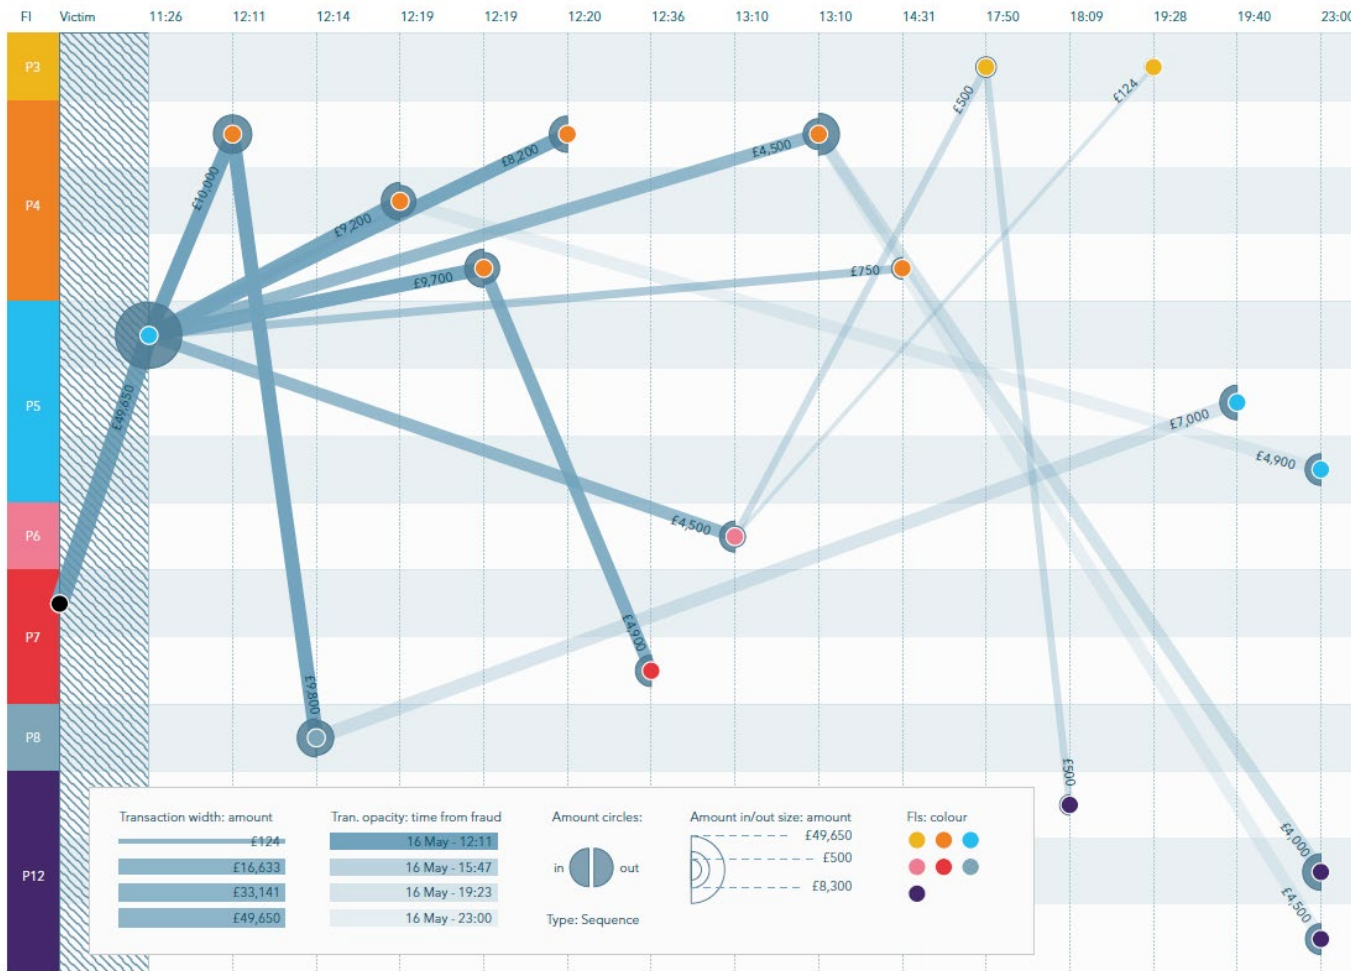 FI Victim 11:26 12:11 12:14 12:19 12:19 12:20 12:36 13:10 13:10 14:31 17:50 18:09 19:28 19:40 23:00
P3
£500
£124
£10,000
£8,200
£4,500
P4
£9,200
£9,700
£750
£49,650
P5
£7,000
£4,900
P6
£4,500
P7
£4,900
£9,800
P8
£500
P12
£4,000
£4,500
Transaction width: amount
£124
£16,633
£33,141
£49,650
Tran. opacity: time from fraud
16 May - 12:11
16 May - 15:47
16 May - 19:23
16 May - 23:00
Amount circles:
in out
Type: Sequence
Amount in/out size: amount
£49,650
£500
£8,300
FIs: colour